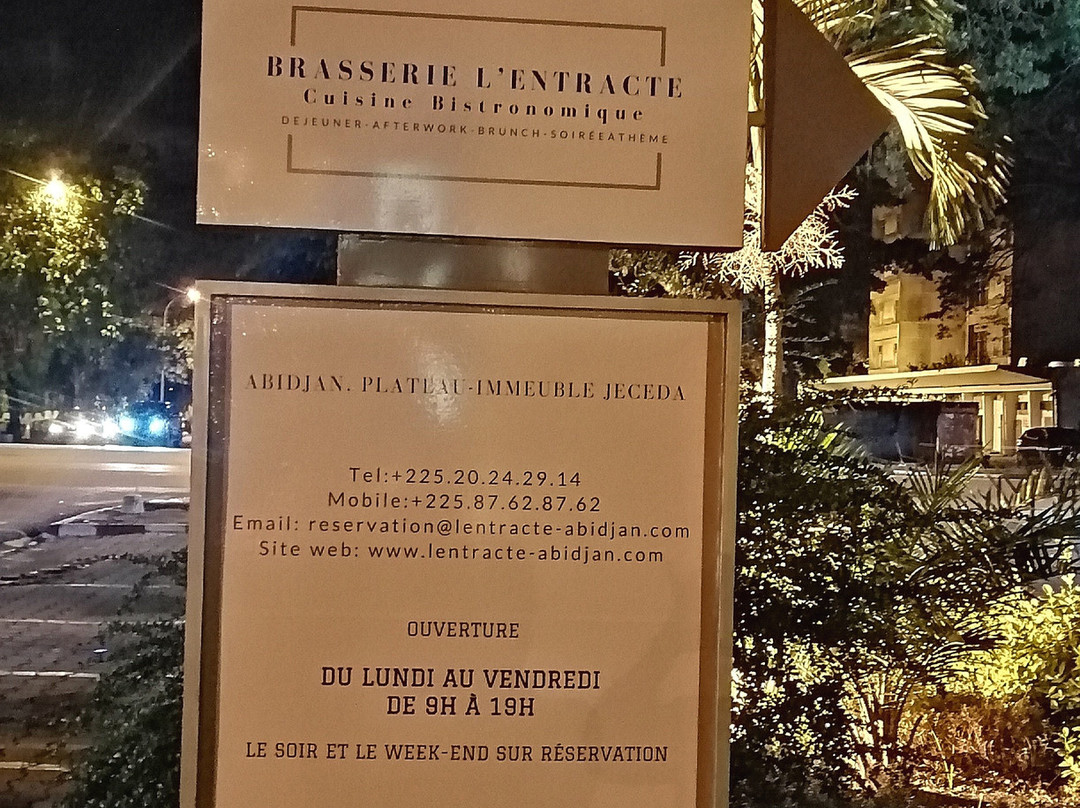 BRASSERIE L'ENTRACTE
Cuisine Bistronomique
DEJEUNER-AFTERWORK-BRUNCH-SOIRÉEATHÈME
ABIDJAN. PLATEAU-IMMEUBLE JECEDA
Tel:+225.20.24.29.14
Mobile:+225.87.62.87.62
Email: reservation@lentracte-abidjan.com
Site web: www.lentracte-abidjan.com
OUVERTURE
DU LUNDI AU VENDREDI
DE 9H À 19H
LE SOIR ET LE WEEK-END SUR RÉSERVATION